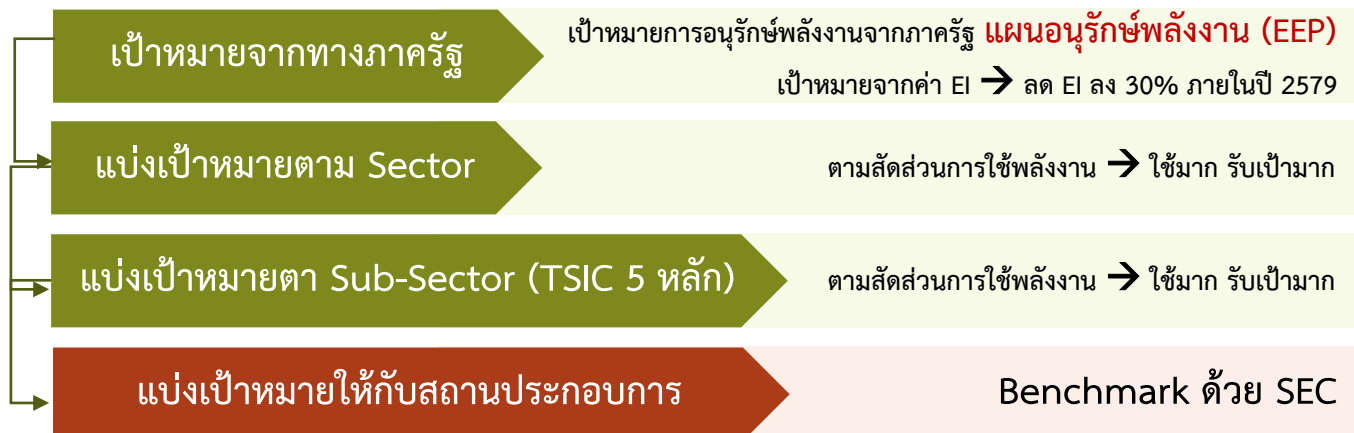 เป้าหมายจากทางภาครัฐ
เป้าหมายการอนุรักษ์พลังงานจากภาครัฐ แผนอนุรักษ์พลังงาน (EEP)
เป้าหมายจากค่า EI → ลด EI ลง 30% ภายในปี 2579
แบ่งเป้าหมายตาม Sector
ตามสัดส่วนการใช้พลังงาน → ใช้มาก รับเป้ามาก
แบ่งเป้าหมายตา Sub-Sector (TSIC 5 หลัก)
ตามสัดส่วนการใช้พลังงาน → ใช้มาก รับเป้ามาก
แบ่งเป้าหมายให้กับสถานประกอบการ
Benchmark ด้วย SEC